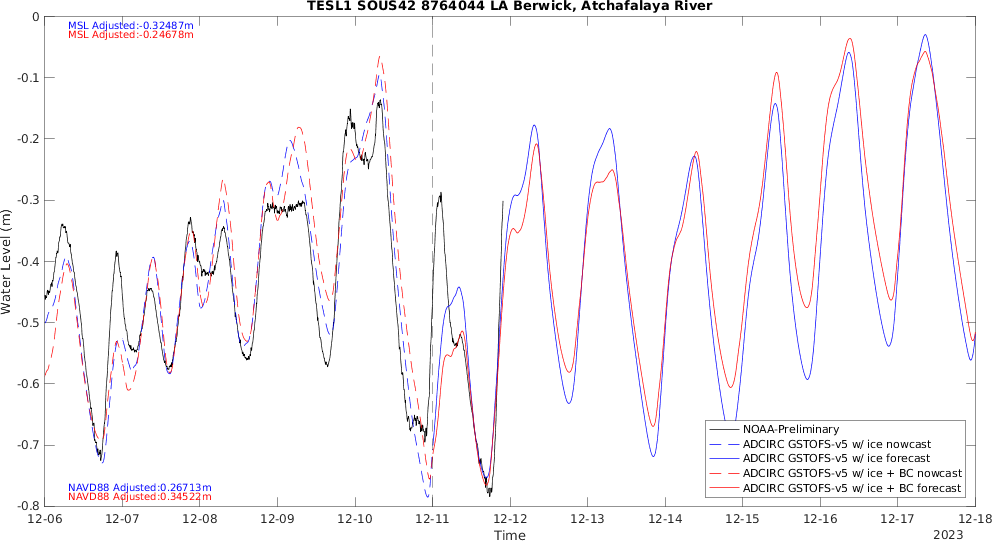 TESL1 SOUS42 8764044 LA Berwick, Atchafalaya River
MSL Adjusted:-0.32487m
MSL Adjusted:-0.24678m
0
-0.1
-0.2
-0.3
-0.4
-0.5
-0.6
-0.7
-0.8
Water Level (m)
NAVD88 Adjusted:0.26713m
NAVD88 Adjusted:0.34522m
NOAA-Preliminary
ADCIRC GSTOFS-v5 w/ ice nowcast
ADCIRC GSTOFS-v5 w/ ice forecast
ADCIRC GSTOFS-v5 w/ ice + BC nowcast
ADCIRC GSTOFS-v5 w/ ice + BC forecast
12-06 12-07 12-08 12-09 12-10 12-11 12-12 12-13 12-14 12-15 12-16 12-17 12-18
Time
2023